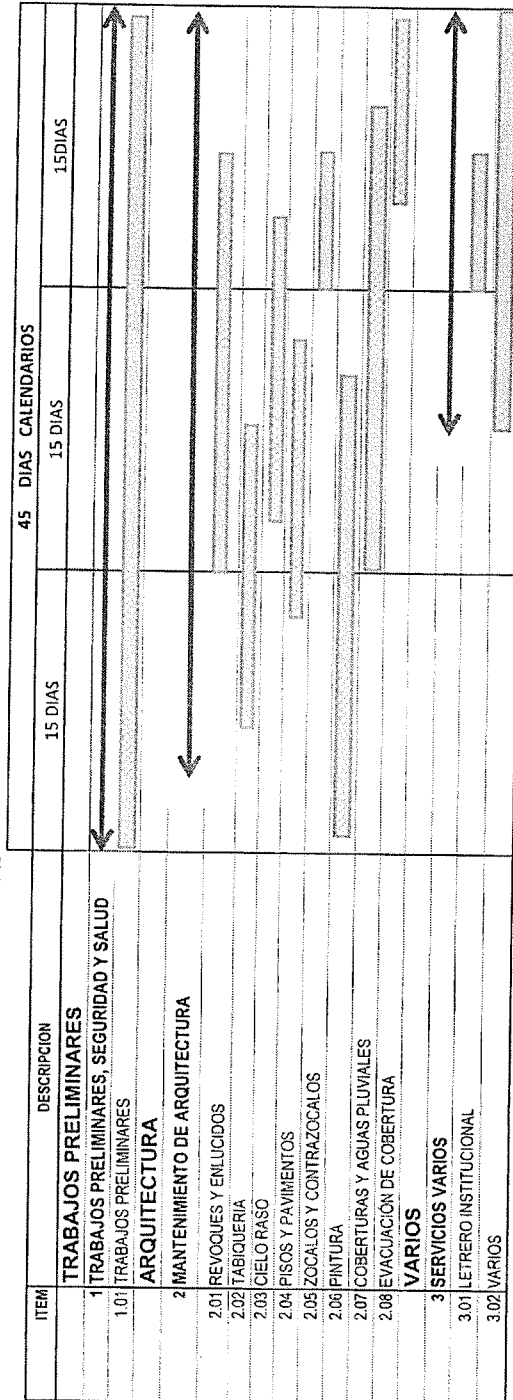 ITEM DESCRIPCION 45 DIAS CALENDARIOS
15 DIAS 15 DIAS 15DIAS
TRABAJOS PRELIMINARES
1 TRABAJOS PRELIMINARES, SEGURIDAD Y SALUD
1.01 TRABAJOS PRELIMINARES
ARQUITECTURA
2 MANTENIMIENTO DE ARQUITECTURA
2.01 REVOQUES Y ENLUCIDOS
2.02 TABIQUERIA
2.03 CIELO RASO
2.04 PISOS Y PAVIMENTOS
2.05 ZOCALOS Y CONTRAZOCALOS
2.06 PINTURA
2.07 COBERTURAS Y AGUAS PLUVIALES
2.08 EVACUACIÓN DE COBERTURA
VARIOS
3 SERVICIOS VARIOS
3.01 LETRERO INSTITUCIONAL
3.02 VARIOS